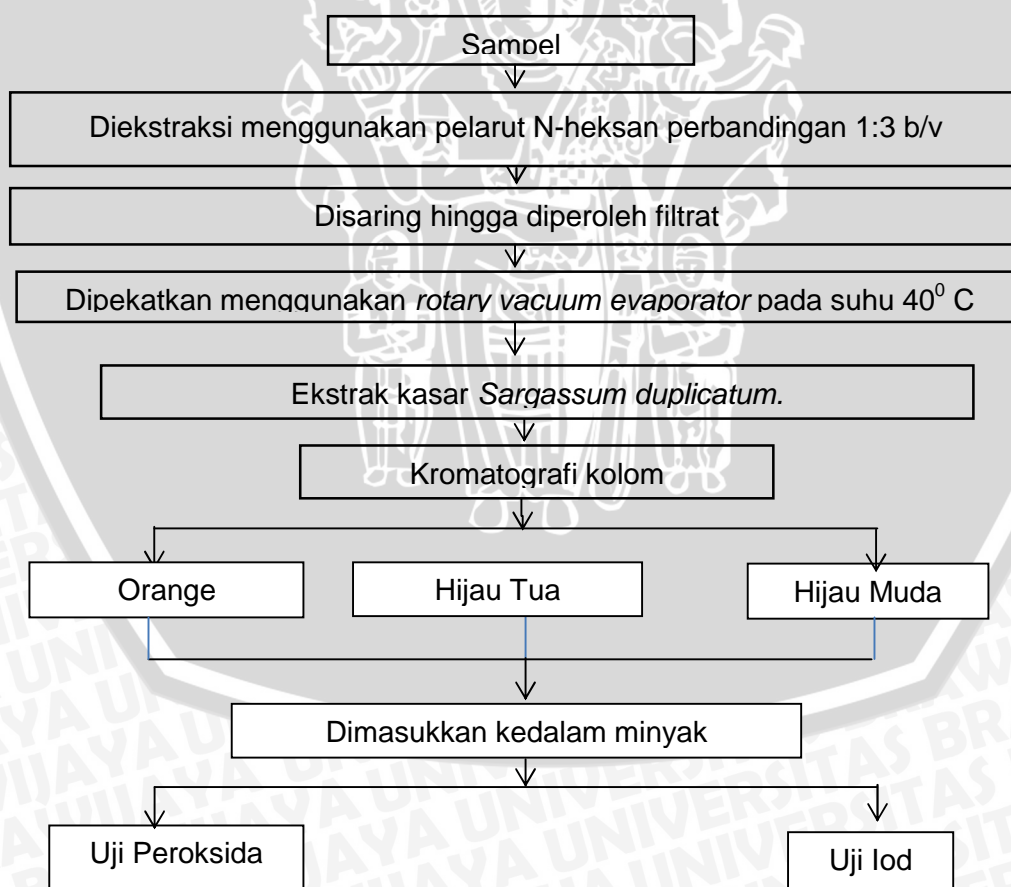 Sampel
Diekstraksi menggunakan pelarut N-heksan perbandingan 1:3 b/v
Disaring hingga diperoleh filtrat
Dipekatkan menggunakan rotary vacuum evaporator pada suhu 40⁰ C
Ekstrak kasar Sargassum duplicatum.
Kromatografi kolom
Orange
Hijau Tua
Hijau Muda
Dimasukkan kedalam minyak
Uji Peroksida
Uji Iod